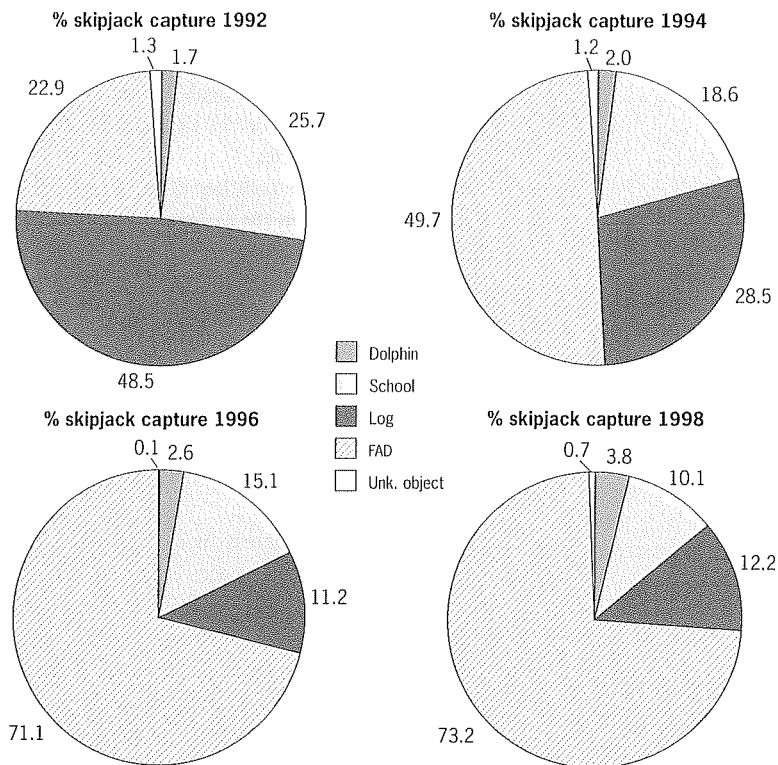 % skipjack capture 1992
1.3
1.7
22.9
25.7
48.5
% skipjack capture 1994
1.2
2.0
18.6
49.7
28.5
Dolphin
School
Log
FAD
Unk. object
% skipjack capture 1996
0.1
2.6
15.1
11.2
71.1
% skipjack capture 1998
0.7
3.8
10.1
12.2
73.2